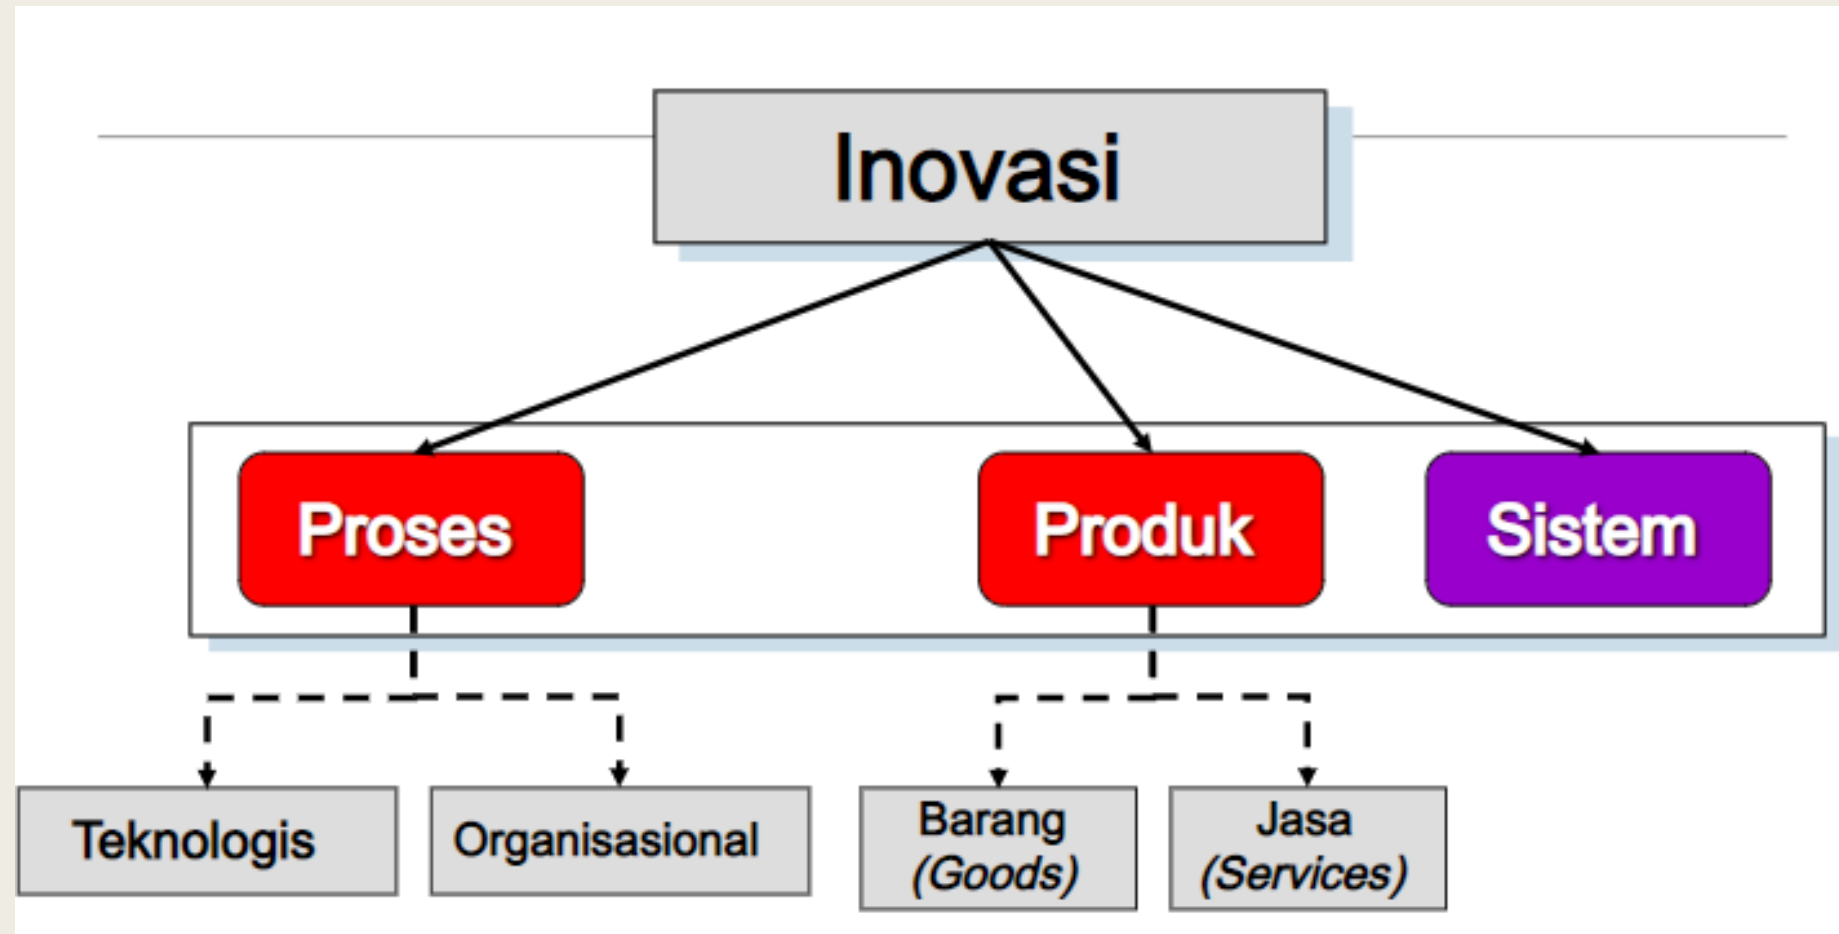 Inovasi
Proses
Produk
Sistem
Teknologis
Organisasional
Barang
(Goods)
Jasa
(Services)